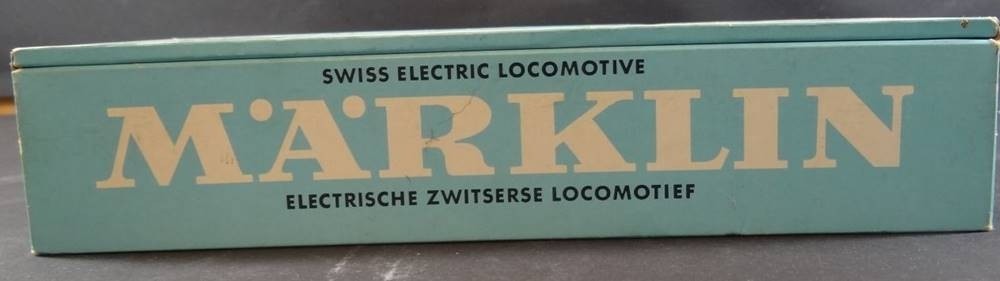 SWISS ELECTRIC LOCOMOTIVE
MÄRKLIN
ELECTRISCHE ZWITSERSE LOCOMOTIEF